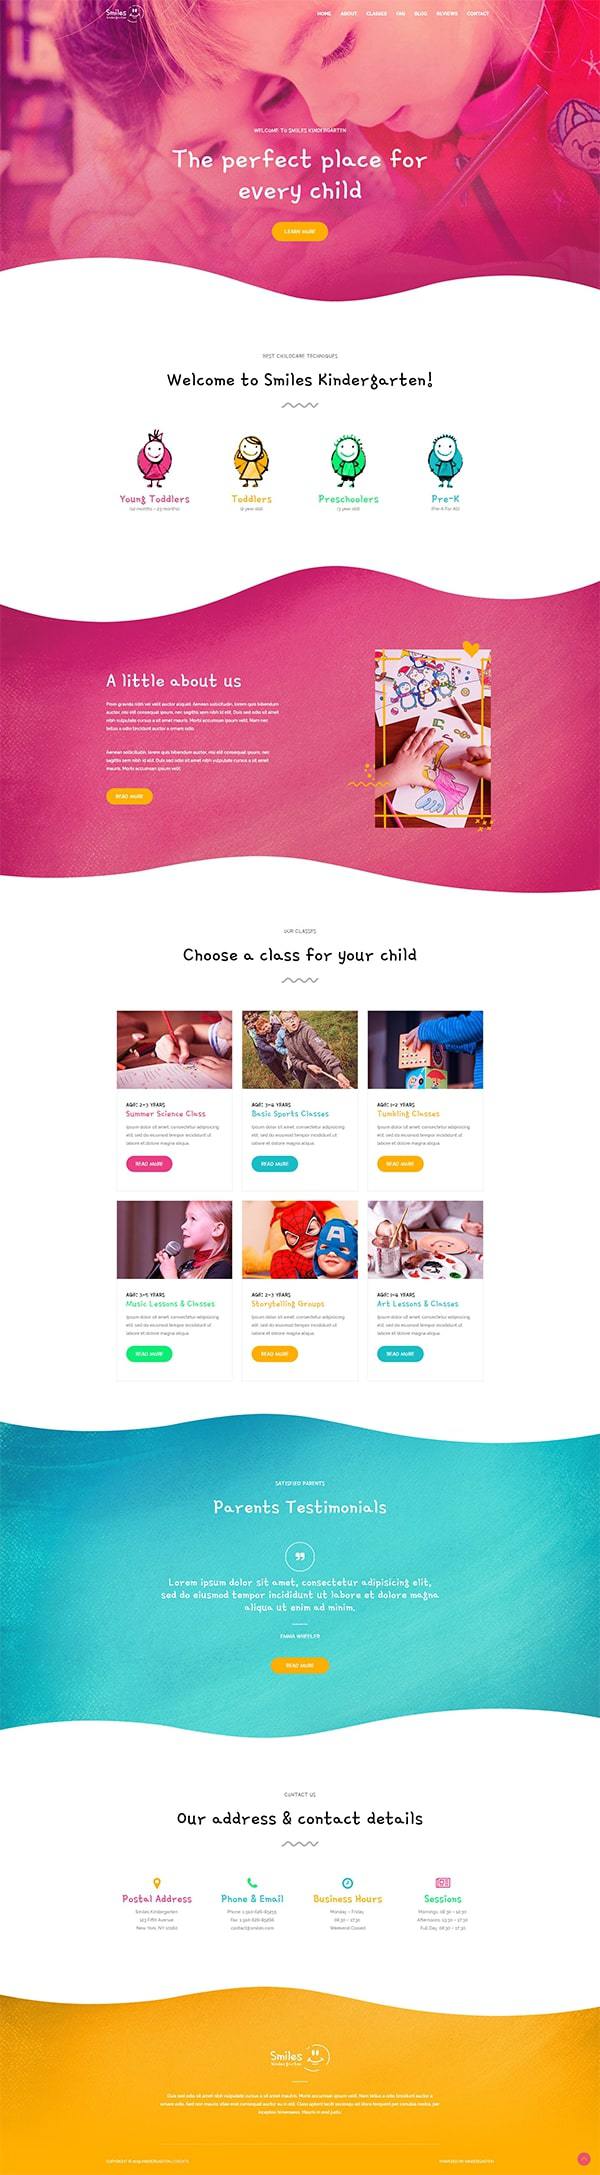 Smiles
kindergarten
HOME ABOUT CLASSES FAQ BLOG REVIEWS CONTACT
WELCOME TO SMILES KINDERGARTEN
The perfect place for
every child
LEARN MORE
BEST CHILDCARE TECHNIQUES
Welcome to Smiles Kindergarten!
Young Toddlers
(12 months - 23 months)
Toddlers
(2 year old)
Preschoolers
(3 year old)
Pre-K
(Pre-K For All)
A little about us
Proin gravida nibh vel velit auctor aliquet. Aenean sollicitudin, lorem quis bibendum
auctor, nisi elit consequat ipsum, nec sagittis sem nibh id elit. Duis sed odio sit amet
nibh vulputate cursus a sit amet mauris. Morbi accumsan ipsum velit. Nam nec
tellus a odio tincidunt auctor a ornare odio.
Aenean sollicitudin, lorem quis bibendum auctor, nisi elit consequat ipsum, nec
sagittis sem nibh id elit. Duis sed odio sit amet nibh vulputate cursus a sit amet
mauris. Morbi accumsan ipsum velit.
READ MORE
OUR CLASSES
Choose a class for your child
AGE: 2-3 YEARS
Summer Science Class
Ipsum dolor sit amet, consectetur adipisicing
elit, sed do eiusmod tempor incididunt ut
labore et dolore magna aliqua.
READ MORE
AGE: 3-4 YEARS
Basic Sports Classes
Ipsum dolor sit amet, consectetur adipisicing
elit, sed do eiusmod tempor incididunt ut
labore et dolore magna aliqua.
READ MORE
AGE: 1-2 YEARS
Tumbling Classes
Ipsum dolor sit amet, consectetur adipisicing
elit, sed do eiusmod tempor incididunt ut
labore et dolore magna aliqua.
READ MORE
YEARS
Music Lessons & Classes
Ipsum dolor sit amet, consectetur adipisicing
elit, sed do eiusmod tempor incididunt ut
labore et dolore magna aliqua.
READ MORE
AGE: 2-3 YEARS
Storytelling Groups
Ipsum dolor sit amet, consectetur adipisicing
elit, sed do eiusmod tempor incididunt ut
labore et dolore magna aliqua.
READ MORE
YEARS
Art Lessons & Classes
Ipsum dolor sit amet, consectetur adipisicing
elit, sed do eiusmod tempor incididunt ut
labore et dolore magna aliqua.
READ MORE
SATISFIED PARENTS
Parents Testimonials
Lorem ipsum dolor sit amet, consectetur adipisicing elit,
sed do eiusmod tempor incididunt ut labore et dolore magna
aliqua ut enim ad minim.
EMMA WHEELER
READ MORE
CONTACT US
Our address & contact details
Postal Address
Smiles Kindergarten
123 Fifth Avenue
New York, NY
Phone & Email
Phone:
Fax:
contact@smiles.com
Business Hours
Monday - Friday
08:30 - 17:30
Weekend Closed
Sessions
Mornings: 08:30 - 12:30
Afternoons: 13:30 - 17:30
Full Day: 08:30 - 17:30
Smiles
kindergarten
Duis sed odio sit amet nibh vulputate cursus a sit amet mauris. Morbi accumsan ipsum velit. Nam tellus a odio tincidunt auctor a
ornare odio. Sed non mauris vitae erat consequat auctor eu in elit. Class aptent taciti sociosqu ad litora torquent per conubia nostra, per
inceptos himenaeos. Mauris in erat justo.
POWERED BY KINDERGARTEN